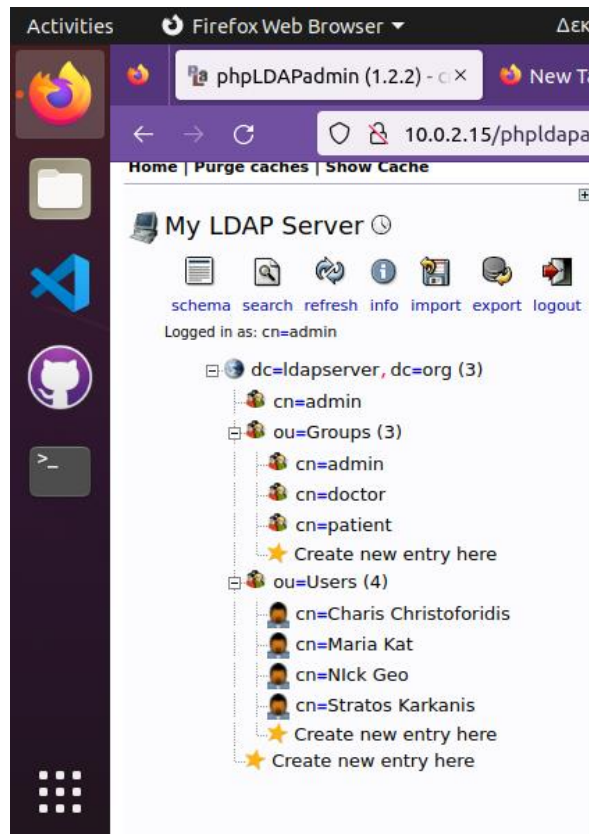 Activities Firefox Web Browser Δεκ
phpLDAPadmin (1.2.2) - c × New Ta
10.0.2.15/phpldapa
Home | Purge caches | Show Cache
My LDAP Server
schema search refresh info import export logout
Logged in as: cn=admin
dc=ldapserver, dc=org (3)
cn=admin
ou=Groups (3)
cn=admin
cn=doctor
cn=patient
Create new entry here
ou=Users (4)
cn=Charis Christoforidis
cn=Maria Kat
cn=NIck Geo
cn=Stratos Karkanis
Create new entry here
Create new entry here